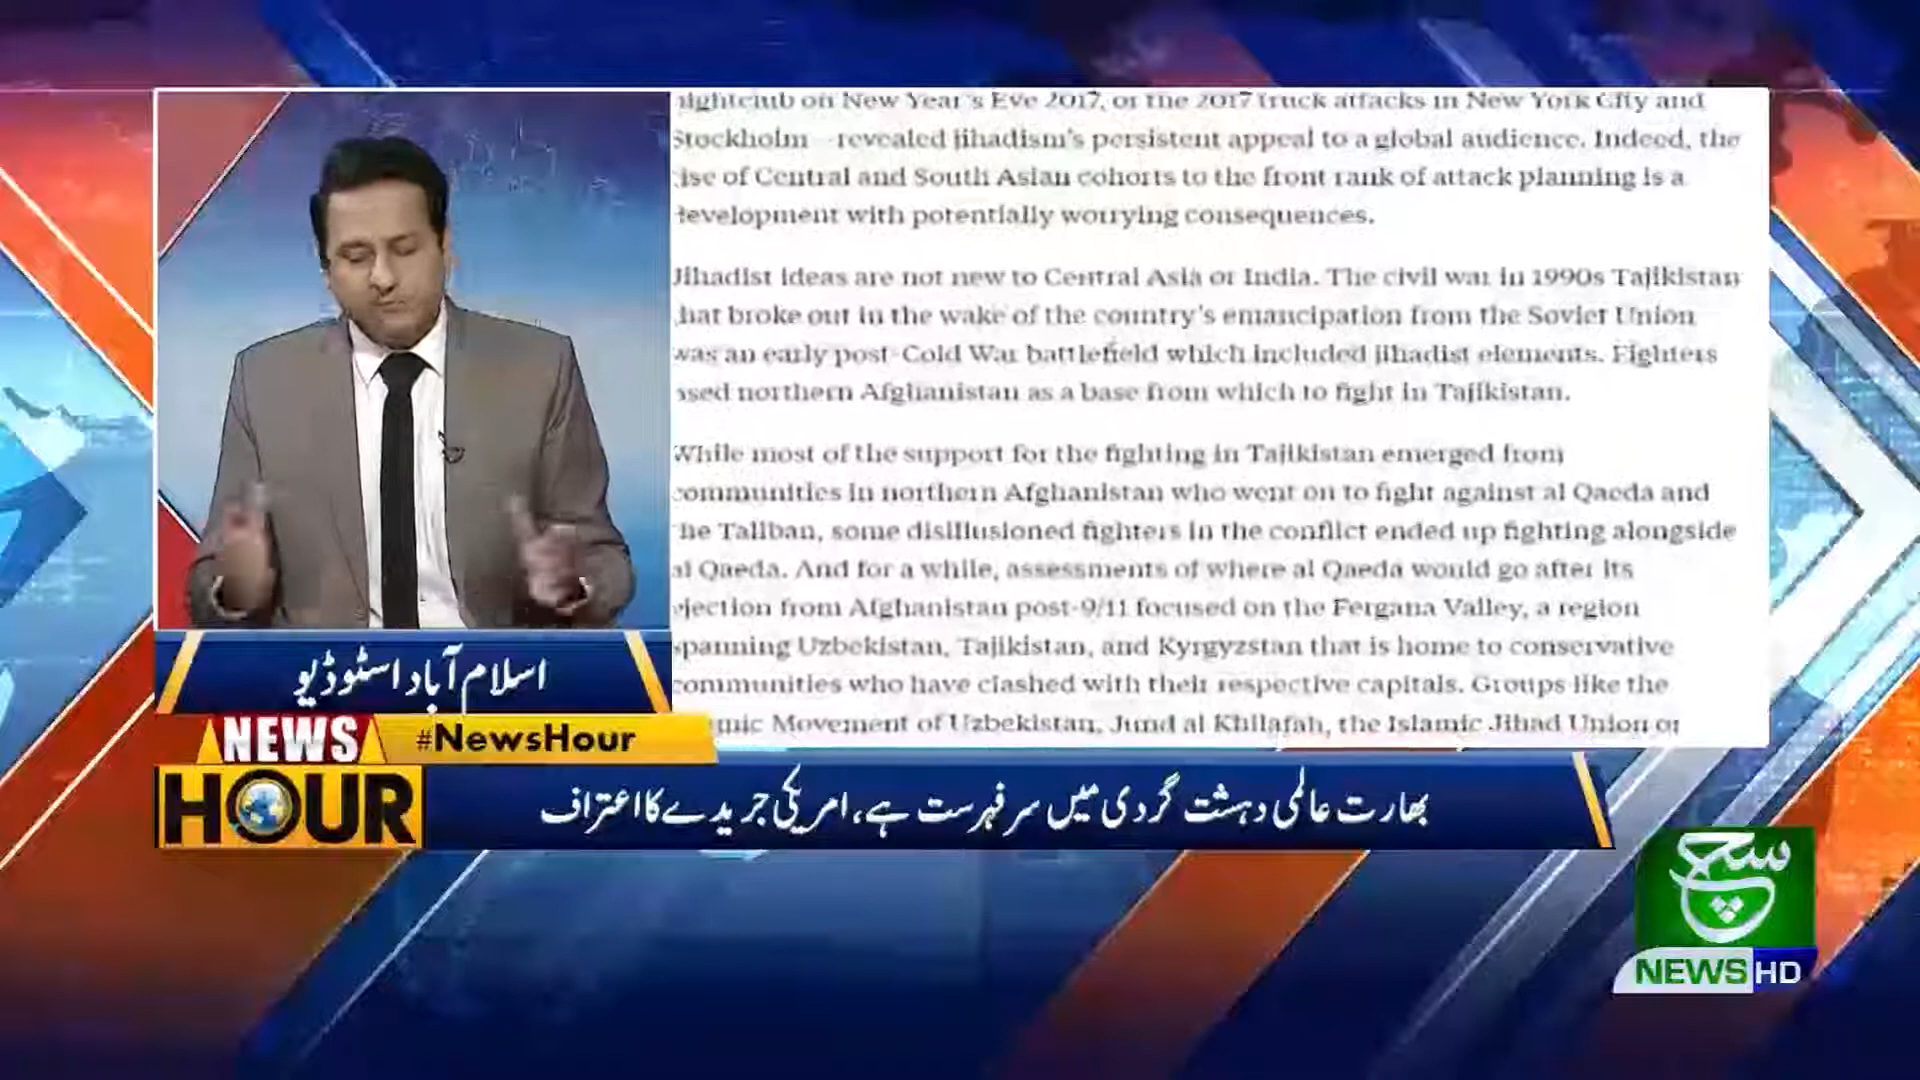 nightclub on New Year's Eve 2017, or the 2017 truck attacks in New York City and
Stockholm—revealed jihadism's persistent appeal to a global audience. Indeed, the
ise of Central and South Asian cohorts to the front rank of attack planning is a
development with potentially worrying consequences.
Jihadist ideas are not new to Central Asia or India. The civil war in 1990s Tajikistan
hat broke out in the wake of the country's emancipation from the Soviet Union
was an early post-Cold War battlefield which included jihadist elements. Fighters
used northern Afghanistan as a base from which to fight in Tajikistan.
While most of the support for the fighting in Tajikistan emerged from
communities in northern Afghanistan who went on to fight against al Qaeda and
he Taliban, some disillusioned fighters in the conflict ended up fighting alongside
al Qaeda. And for a while, assessments of where al Qaeda would go after its
ejection from Afghanistan post-9/11 focused on the Fergana Valley, a region
spanning Uzbekistan, Tajikistan, and Kyrgyzstan that is home to conservative
communities who have clashed with their respective capitals. Groups like the
amic Movement of Uzbekistan, Jund al Khilafah, the Islamic Jihad Union or
اسلام آباد اسٹوڈیو
NEWS
HOUR
#NewsHour
بھارت عالمی دہشت گردی میں سر فہرست ہے، امریکی جریدے کا اعتراف
سچ
NEWS HD